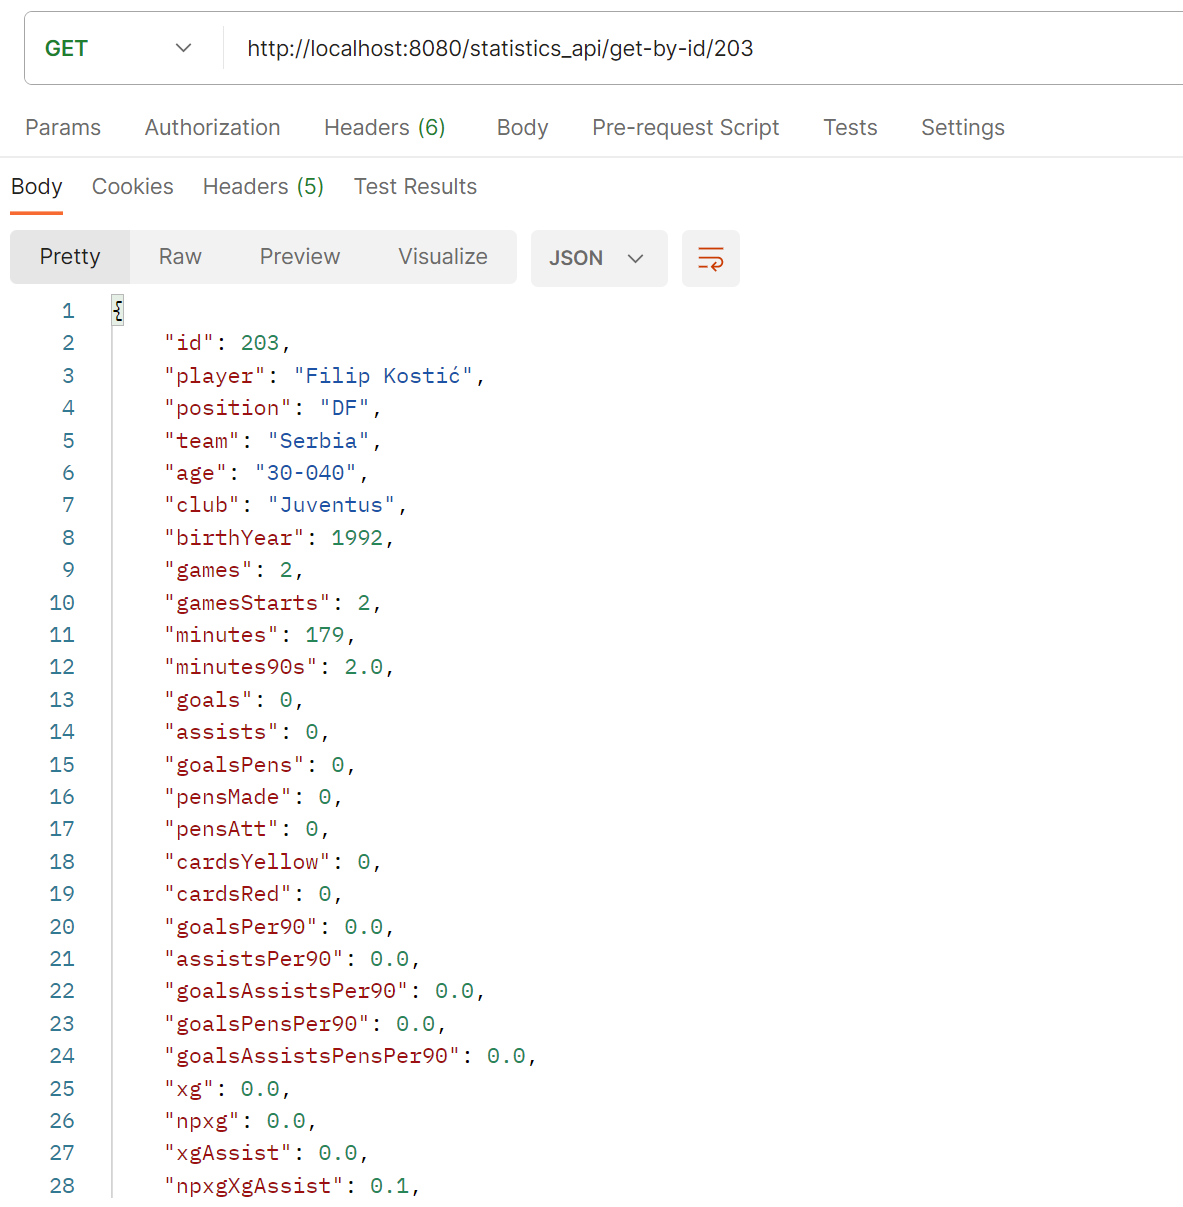 GET http://localhost:8080/statistics_api/get-by-id/203
Params Authorization Headers (6) Body Pre-request Script Tests Settings
Body Cookies Headers (5) Test Results
Pretty Raw Preview Visualize JSON
1 {
2 "id": 203,
3 "player": "Filip Kostić",
4 "position": "DF",
5 "team": "Serbia",
6 "age": "30-040",
7 "club": "Juventus",
8 "birthYear": 1992,
9 "games": 2,
10 "gamesStarts": 2,
11 "minutes": 179,
12 "minutes90s": 2.0,
13 "goals": 0,
14 "assists": 0,
15 "goalsPens": 0,
16 "pensMade": 0,
17 "pensAtt": 0,
18 "cardsYellow": 0,
19 "cardsRed": 0,
20 "goalsPer90": 0.0,
21 "assistsPer90": 0.0,
22 "goalsAssistsPer90": 0.0,
23 "goalsPensPer90": 0.0,
24 "goalsAssistsPensPer90": 0.0,
25 "xg": 0.0,
26 "npxg": 0.0,
27 "xgAssist": 0.0,
28 "npxgXgAssist": 0.1,